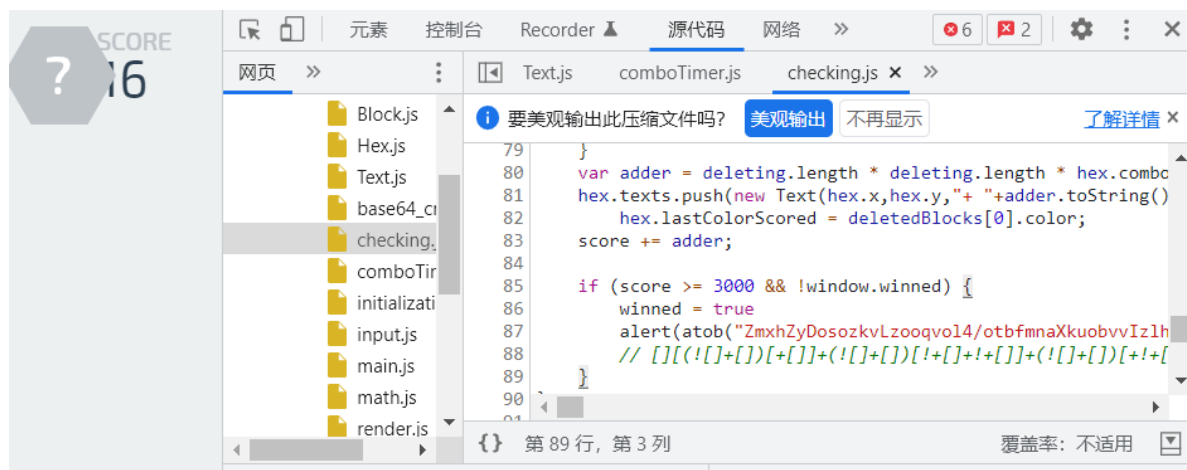 ?
SCORE
16
元素 控制台 Recorder 源代码 网络 » 6 2
网页 » Text.js comboTimer.js checking.js × »
要美观输出此压缩文件吗? 美观输出 不再显示 了解详情 ×
Block.js
Hex.js
Text.js
base64_cr
checking.
comboTir
initializati
input.js
main.js
math.js
render.js
79 }
80 var adder = deleting.length * deleting.length * hex.combo
81 hex.texts.push(new Text(hex.x,hex.y,"+ "+adder.toString()
82 hex.lastColorScored = deletedBlocks[0].color;
83 score += adder;
84
85 if (score >= 3000 && !window.winned) {
86 winned = true
87 alert(atob("ZmxhZyDosozkvLzooqvol4/otbfmnaXkuobvvIzlh
88 // [][(![]+[])[+[]]+(![]+[])[!+[]+!+[]]+(![]+[])[+!+[
89 }
90
{} 第 89 行，第 3 列 覆盖率：不适用